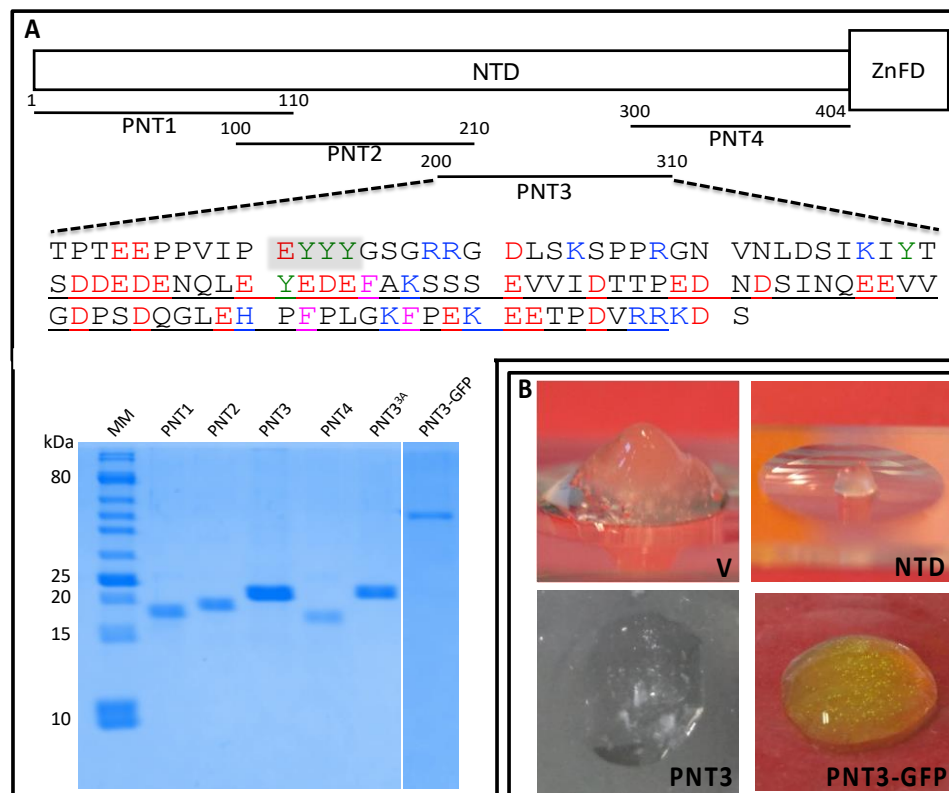 A
NTD
ZnFD
1 110 300 404
PNT1 100 210 PNT4
PNT2 200 310
PNT3
TPTEEPPVIP EYYYGSGRRG DLSKSPPRGN VNLDSIKIYT
SDDEDENQLE YEDEFAKSSS EVVIDTTPED NDSINQEEVV
GDPSDQGLEH PFPLGKFPEK EETPDVRRKD S
MM PNT1 PNT2 PNT3 PNT4 PNT3³ᴬ PNT3-GFP
kDa
80
25
20
15
10
B
V
NTD
PNT3
PNT3-GFP